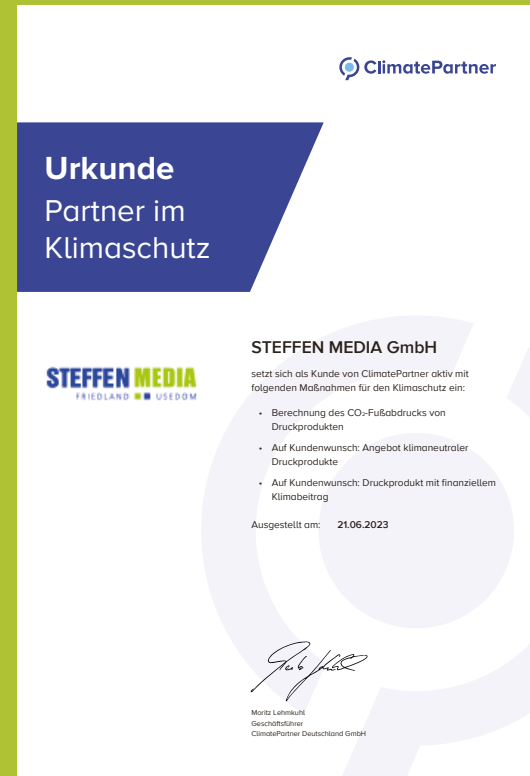 ClimatePartner
Urkunde
Partner im
Klimaschutz
STEFFEN MEDIA
FRIEDLAND USEDOM
STEFFEN MEDIA GmbH
setzt sich als Kunde von ClimatePartner aktiv mit
folgenden Maßnahmen für den Klimaschutz ein:
• Berechnung des CO₂-Fußabdrucks von
Druckprodukten
• Auf Kundenwunsch: Angebot klimaneutraler
Druckprodukte
• Auf Kundenwunsch: Druckprodukt mit finanziellem
Klimabeitrag
Ausgestellt am: 21.06.2023
Moritz Lehmkuhl
Geschäftsführer
ClimatePartner Deutschland GmbH